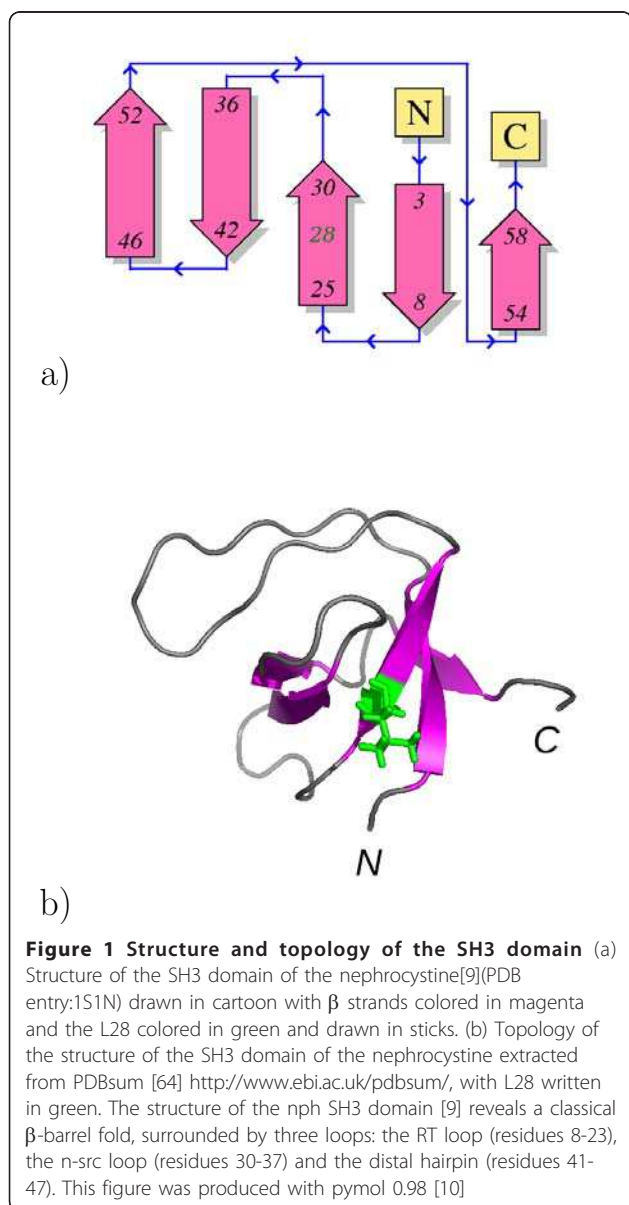 52
36
N
C
30
3
28
58
46
42
25
8
54
a)
C
N
b)
Figure 1 Structure and topology of the SH3 domain (a)
Structure of the SH3 domain of the nephrocystine[9](PDB
entry:1S1N) drawn in cartoon with β strands colored in magenta
and the L28 colored in green and drawn in sticks. (b) Topology of
the structure of the SH3 domain of the nephrocystine extracted
from PDBsum [64] http://www.ebi.ac.uk/pdbsum/, with L28 written
in green. The structure of the nph SH3 domain [9] reveals a classical
β-barrel fold, surrounded by three loops: the RT loop (residues 8-23),
the n-src loop (residues 30-37) and the distal hairpin (residues 41-
47). This figure was produced with pymol 0.98 [10]